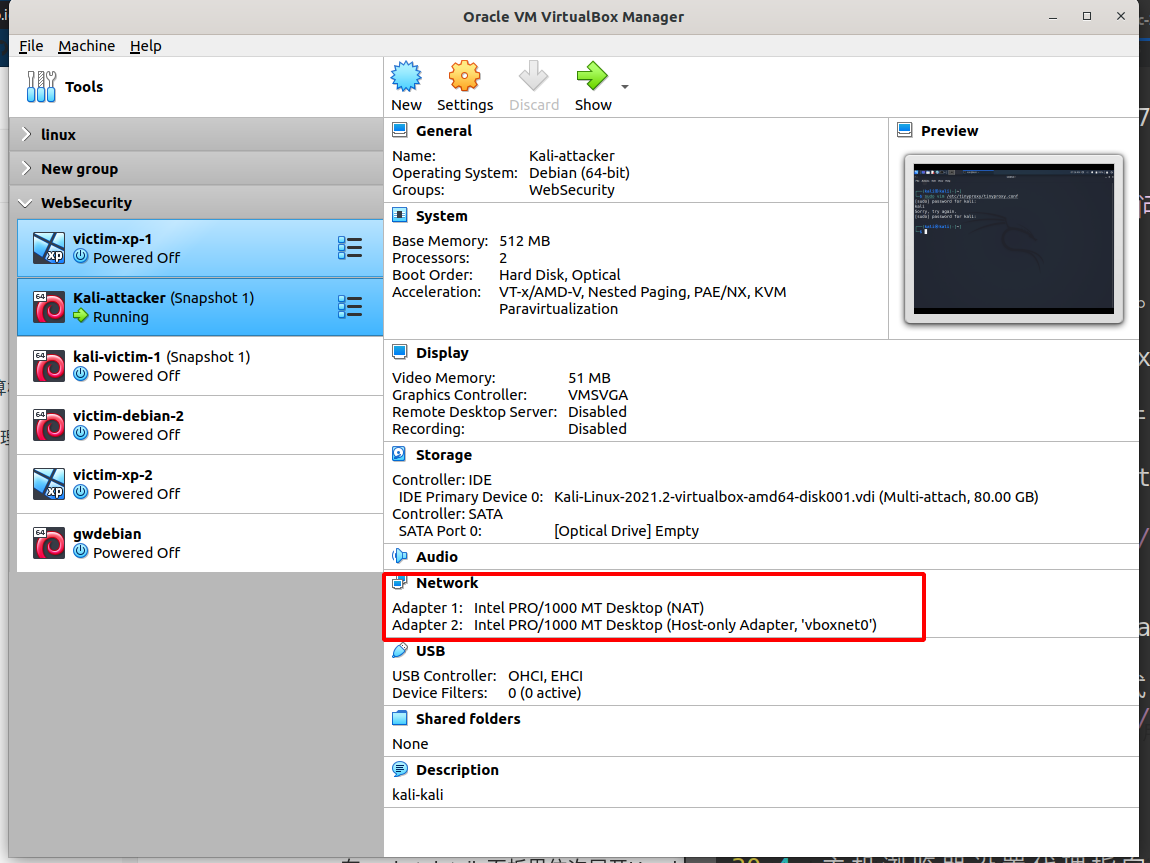 Oracle VM VirtualBox Manager
File Machine Help
Tools
New Settings Discard Show
linux
New group
WebSecurity
victim-xp-1
Powered Off
Kali-attacker (Snapshot 1)
Running
kali-victim-1 (Snapshot 1)
Powered Off
victim-debian-2
Powered Off
victim-xp-2
Powered Off
gwdebian
Powered Off
General
Name: Kali-attacker
Operating System: Debian (64-bit)
Groups: WebSecurity
Preview
System
Base Memory: 512 MB
Processors: 2
Boot Order: Hard Disk, Optical
Acceleration: VT-x/AMD-V, Nested Paging, PAE/NX, KVM
Paravirtualization
Display
Video Memory: 51 MB
Graphics Controller: VMSVGA
Remote Desktop Server: Disabled
Recording: Disabled
Storage
Controller: IDE
IDE Primary Device 0: Kali-Linux-2021.2-virtualbox-amd64-disk001.vdi (Multi-attach, 80.00 GB)
Controller: SATA
SATA Port 0: [Optical Drive] Empty
Audio
Network
Adapter 1: Intel PRO/1000 MT Desktop (NAT)
Adapter 2: Intel PRO/1000 MT Desktop (Host-only Adapter, 'vboxnet0')
USB
USB Controller: OHCI, EHCI
Device Filters: 0 (0 active)
Shared folders
None
Description
kali-kali